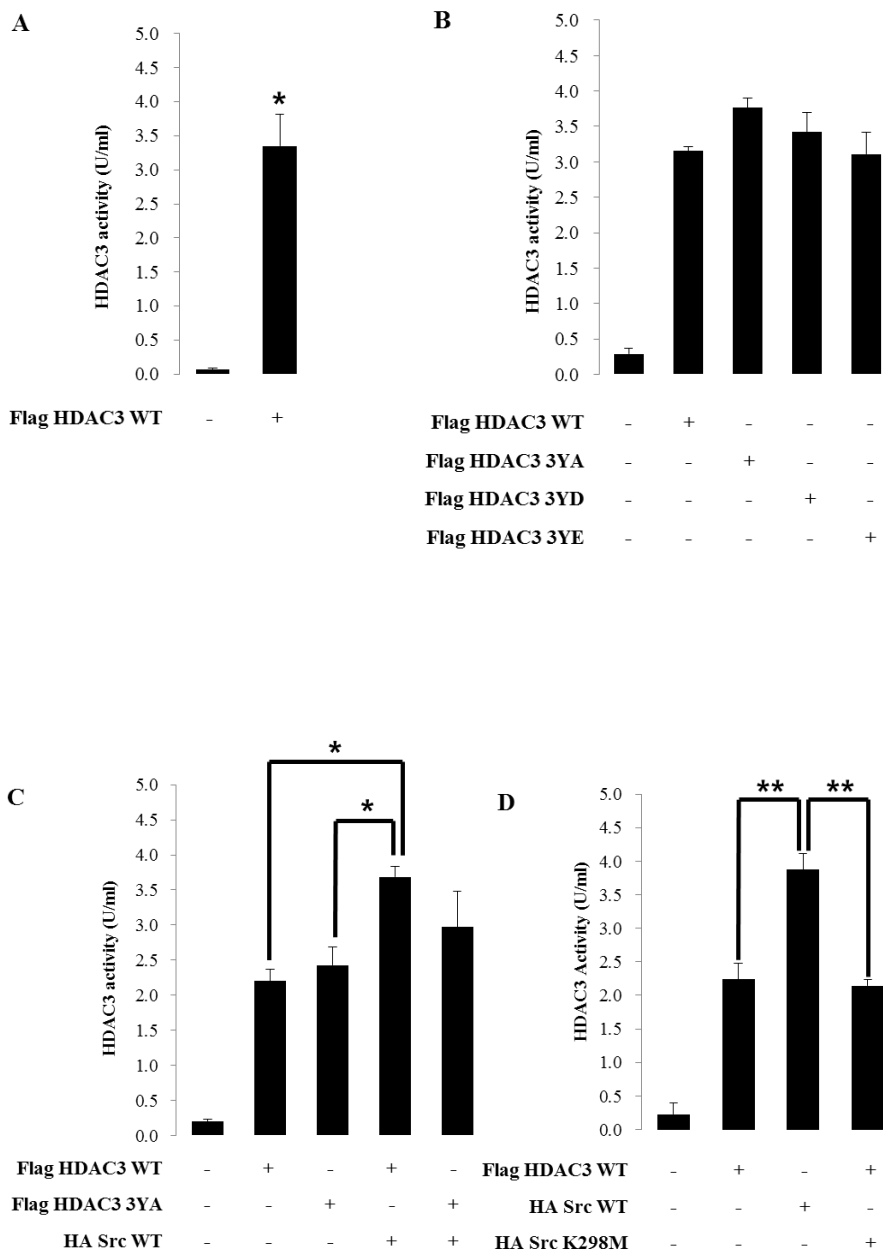 A
HDAC3 activity (U/ml)
5.0
4.5
4.0
3.5
3.0
2.5
2.0
1.5
1.0
0.5
0.0
*
Flag HDAC3 WT - +
B
HDAC3 activity (U/ml)
5.0
4.5
4.0
3.5
3.0
2.5
2.0
1.5
1.0
0.5
0.0
Flag HDAC3 WT - + - - -
Flag HDAC3 3YA - - + - -
Flag HDAC3 3YD - - - + -
Flag HDAC3 3YE - - - - +
C
HDAC3 activity (U/ml)
5.0
4.5
4.0
3.5
3.0
2.5
2.0
1.5
1.0
0.5
0.0
*
*
Flag HDAC3 WT - + - + -
Flag HDAC3 3YA - - + - +
HA Src WT - - - + +
D
HDAC3 Activity (U/ml)
5.0
4.5
4.0
3.5
3.0
2.5
2.0
1.5
1.0
0.5
0.0
** **
Flag HDAC3 WT - + + +
HA Src WT - - + -
HA Src K298M - - - +